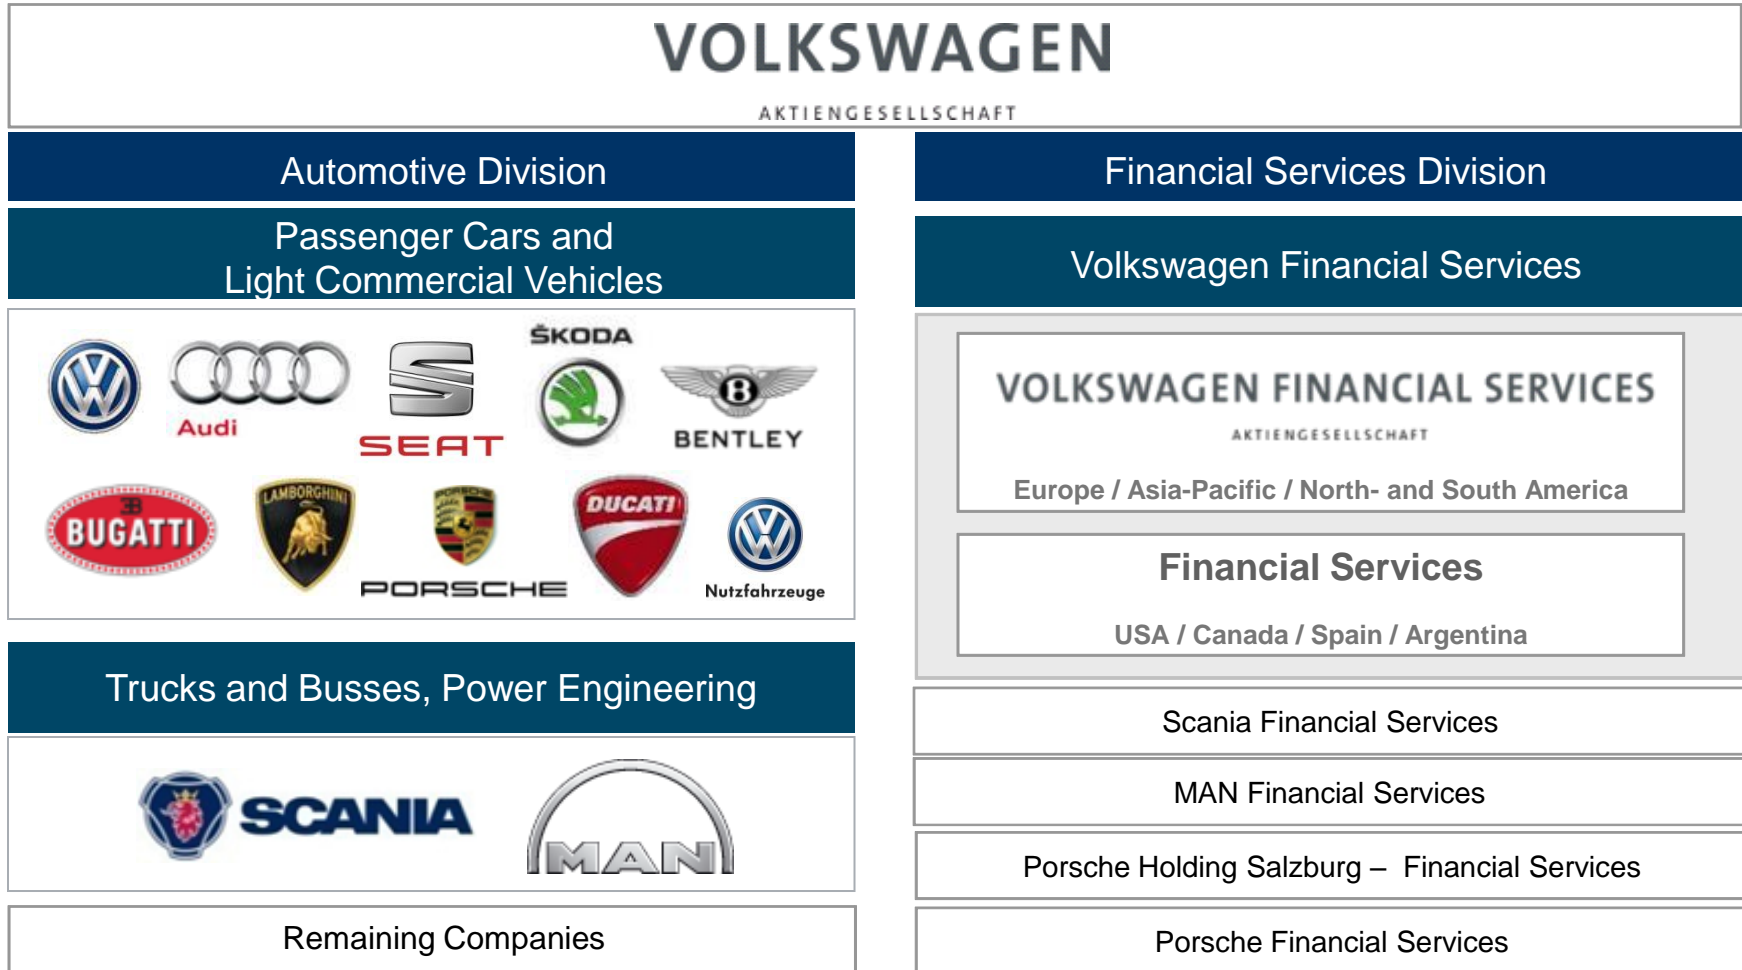 VOLKSWAGEN
AKTIENGESELLSCHAFT
Automotive Division
Passenger Cars and
Light Commercial Vehicles
Audi
SEAT
ŠKODA
B
BENTLEY
EB
BUGATTI
LAMBORGHINI
PORSCHE
PORSCHE
DUCATI
Nutzfahrzeuge
Trucks and Busses, Power Engineering
SCANIA
MAN
Remaining Companies
Financial Services Division
Volkswagen Financial Services
VOLKSWAGEN FINANCIAL SERVICES
AKTIENGESELLSCHAFT
Europe / Asia-Pacific / North- and South America
Financial Services
USA / Canada / Spain / Argentina
Scania Financial Services
MAN Financial Services
Porsche Holding Salzburg – Financial Services
Porsche Financial Services